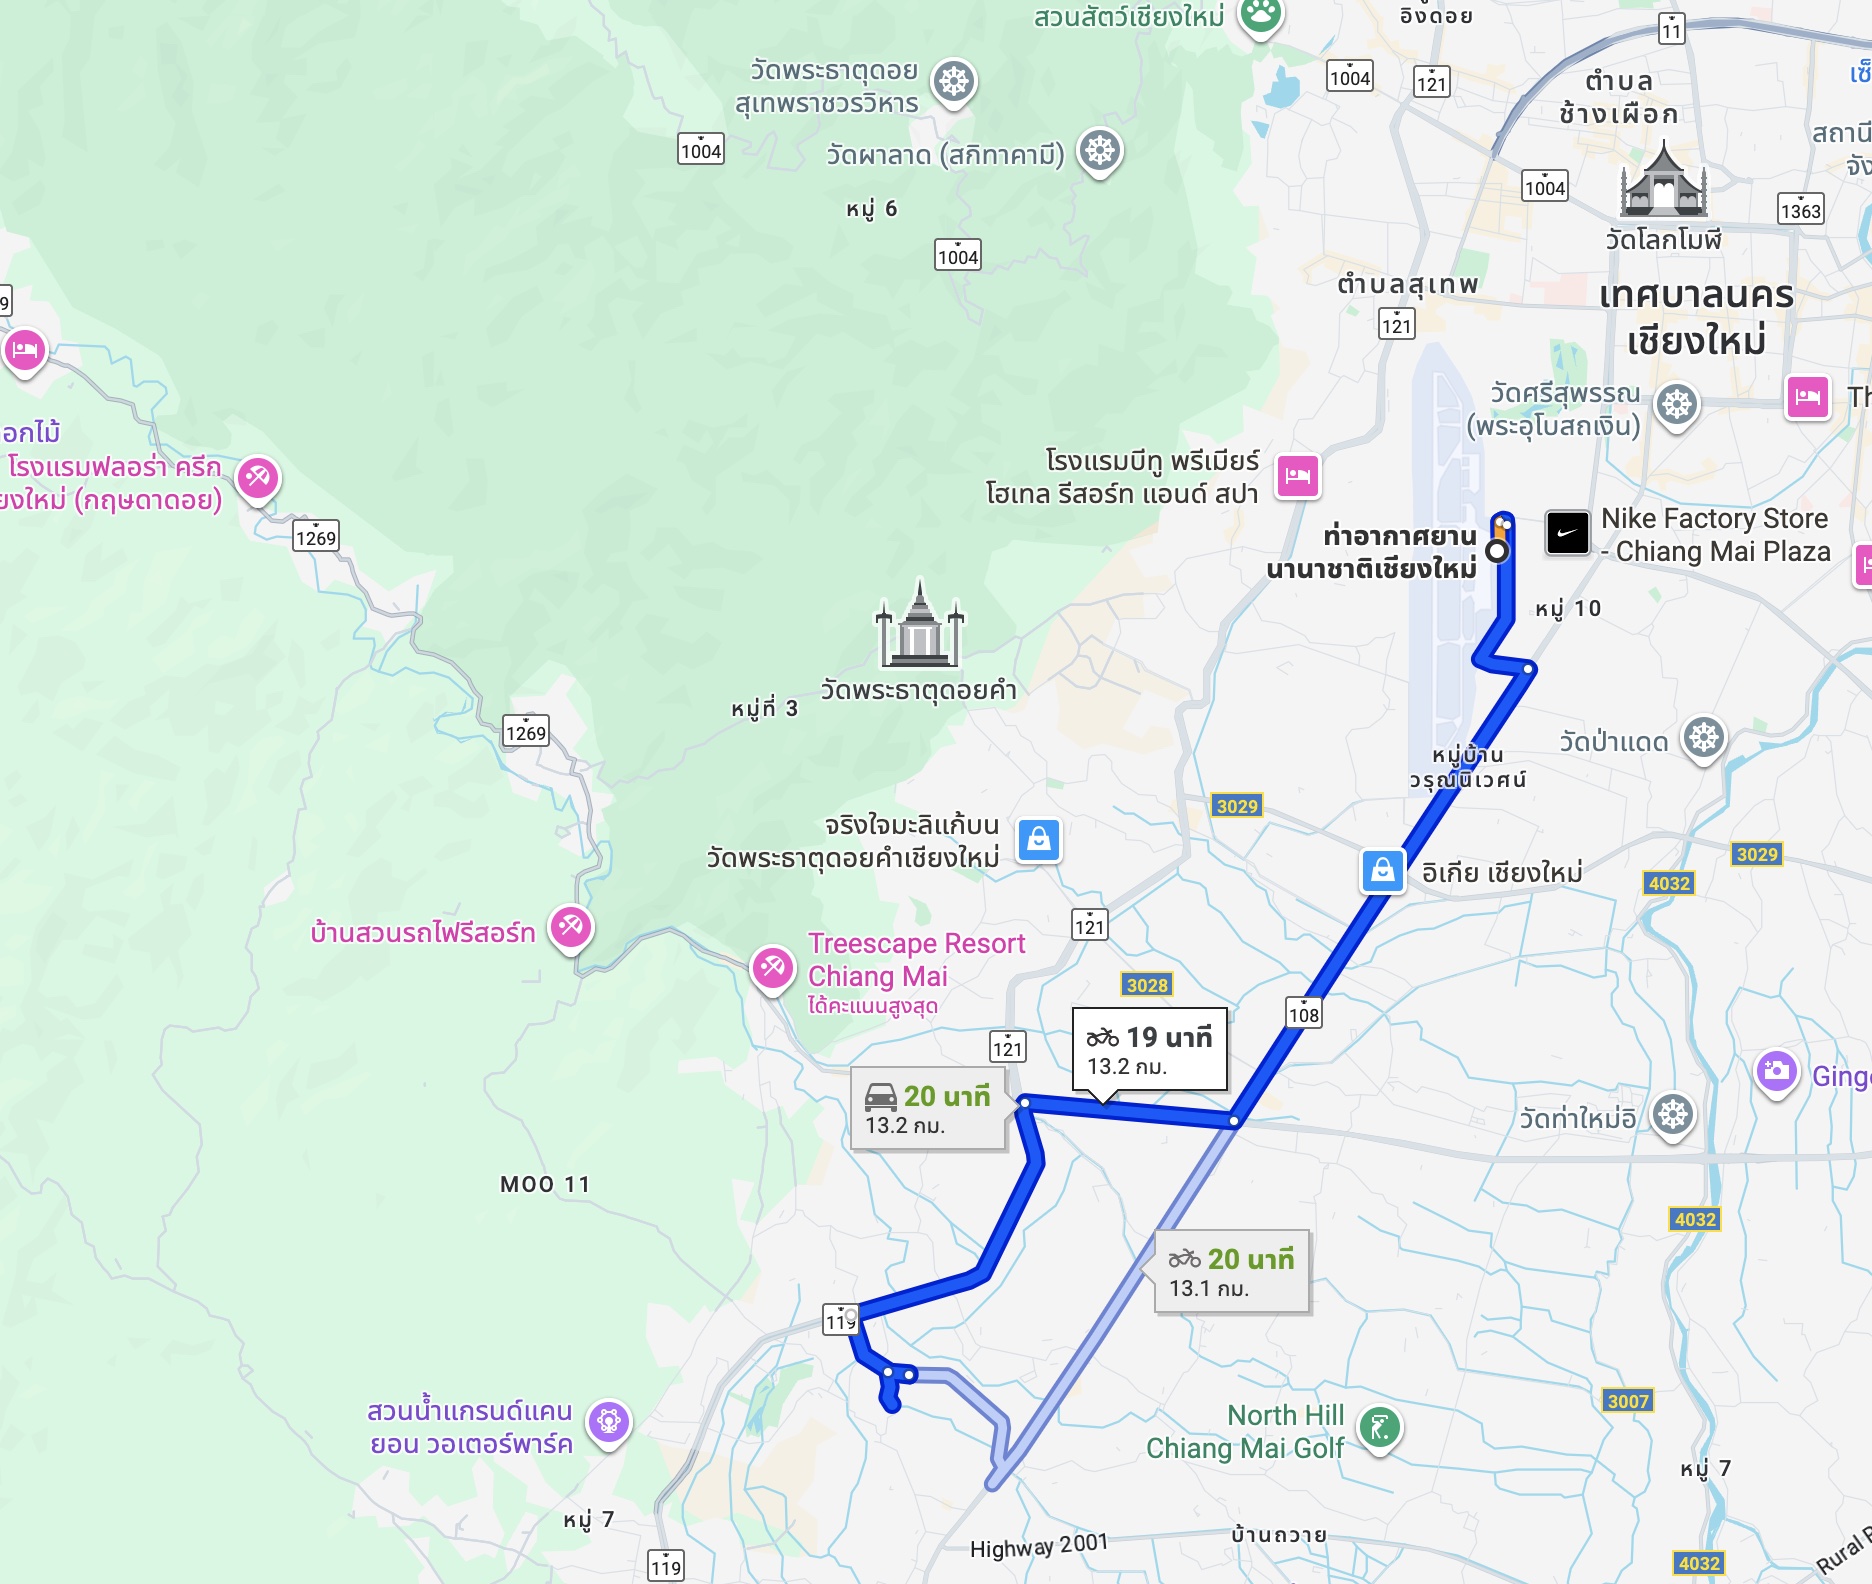 สวนสัตว์เชียงใหม่
อิงดอย
11
วัดพระธาตุดอย
สุเทพราชวรวิหาร
1004
121
ตำบล
ช้างเผือก
1004
วัดผาลาด (สกิทาคามี)
1004
1363
หมู่ 6
1004
วัดโลกโมฬี
ตำบลสุเทพ
เทศบาลนคร
เชียงใหม่
121
9
วัดศรีสุพรรณ
(พระอุโบสถเงิน)
Th
อกไม้
โรงแรมฟลอร่า ครีก
ยงใหม่ (กฤษดาดอย)
โรงแรมบีทู พรีเมียร์
โฮเทล รีสอร์ท แอนด์ สปา
1269
ท่าอากาศยาน
นานาชาติเชียงใหม่
Nike Factory Store
- Chiang Mai Plaza
หมู่ 10
วัดพระธาตุดอยคำ
หมู่ที่ 3
1269
วัดป่าแดด
หมู่บ้าน
วรุณนิเวศน์
3029
จริงใจมะลิแก้บน
วัดพระธาตุดอยคำเชียงใหม่
3029
อิเกีย เชียงใหม่
4032
บ้านสวนรถไฟรีสอร์ท
121
Treescape Resort
Chiang Mai
ได้คะแนนสูงสุด
3028
108
121
19 นาที
13.2 กม.
20 นาที
13.2 กม.
Ginge
วัดท่าใหม่อิ
MOO 11
4032
20 นาที
13.1 กม.
119
3007
สวนน้ำแกรนด์แคน
ยอน วอเตอร์พาร์ค
North Hill
Chiang Mai Golf
หมู่ 7
หมู่ 7
Highway 2001
บ้านถวาย
119
4032
Rural R